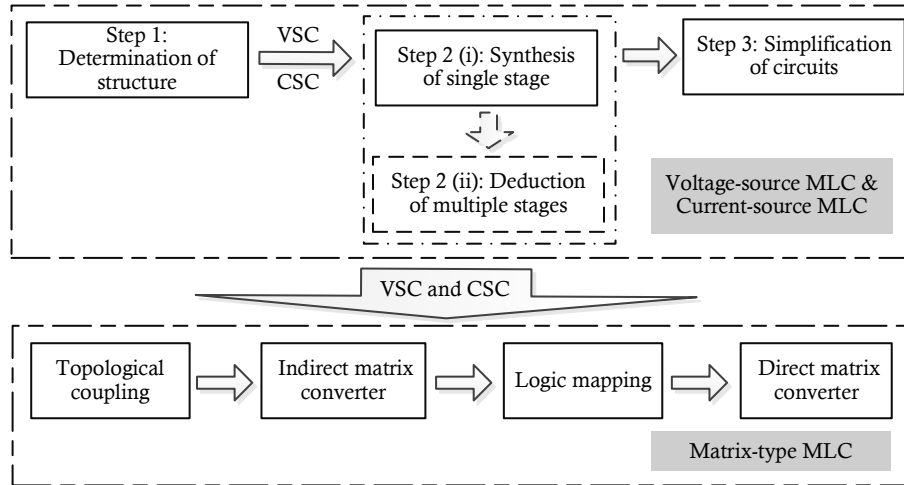 Step 1:
Determination of
structure
VSC
CSC
Step 2 (i): Synthesis
of single stage
Step 3: Simplification
of circuits
Step 2 (ii): Deduction
of multiple stages
Voltage-source MLC &
Current-source MLC
VSC and CSC
Topological
coupling
Indirect matrix
converter
Logic mapping
Direct matrix
converter
Matrix-type MLC